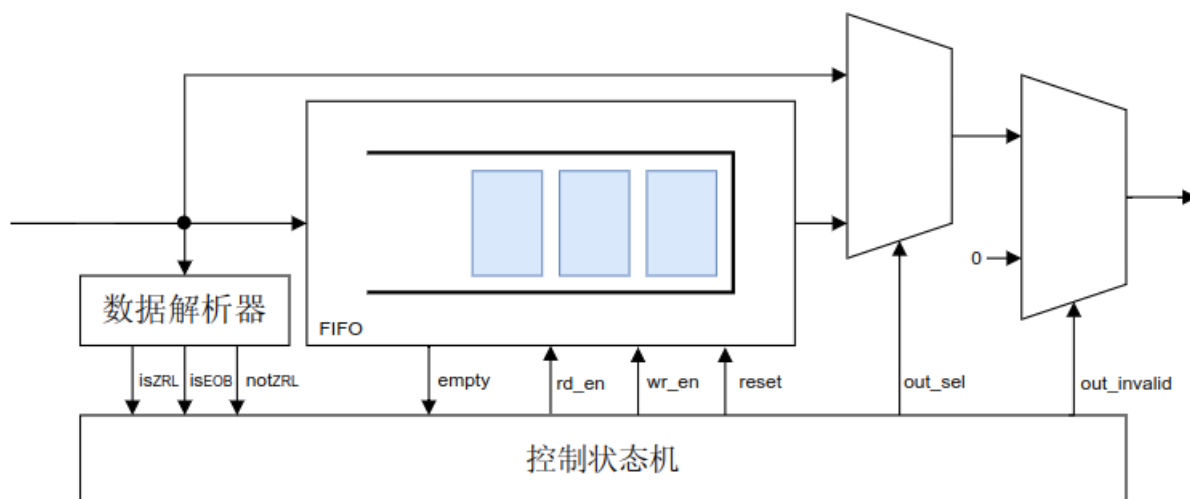 0
数据解析器
FIFO
isZRL isEOB notZRL empty rd_en wr_en reset out_sel out_invalid
控制状态机